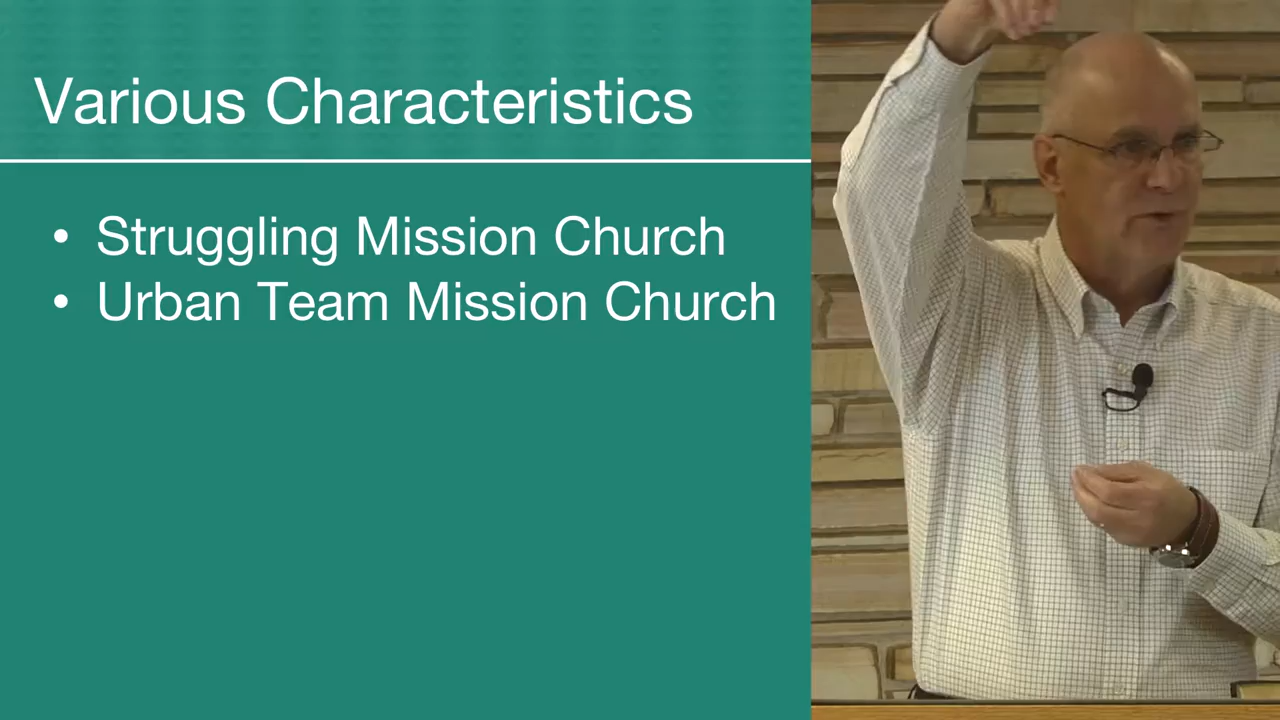 Various Characteristics
• Struggling Mission Church
• Urban Team Mission Church